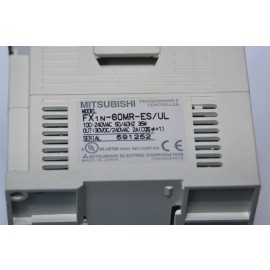 MITSUBISHI PROGRAMMABLE CONTROLLER
MODEL FX1N-60MR-ES/UL
100-240VAC 50/60HZ 35W
OUT:30VDC/240VAC 2A(COSφ=1)
SERIAL 591252
MITSUBISHI ELECTRIC CORPORATION